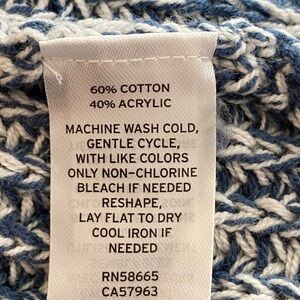 60% COTTON
40% ACRYLIC
MACHINE WASH COLD,
GENTLE CYCLE,
WITH LIKE COLORS
ONLY NON-CHLORINE
BLEACH IF NEEDED
RESHAPE,
LAY FLAT TO DRY
COOL IRON IF
NEEDED
RN58665
CA57963